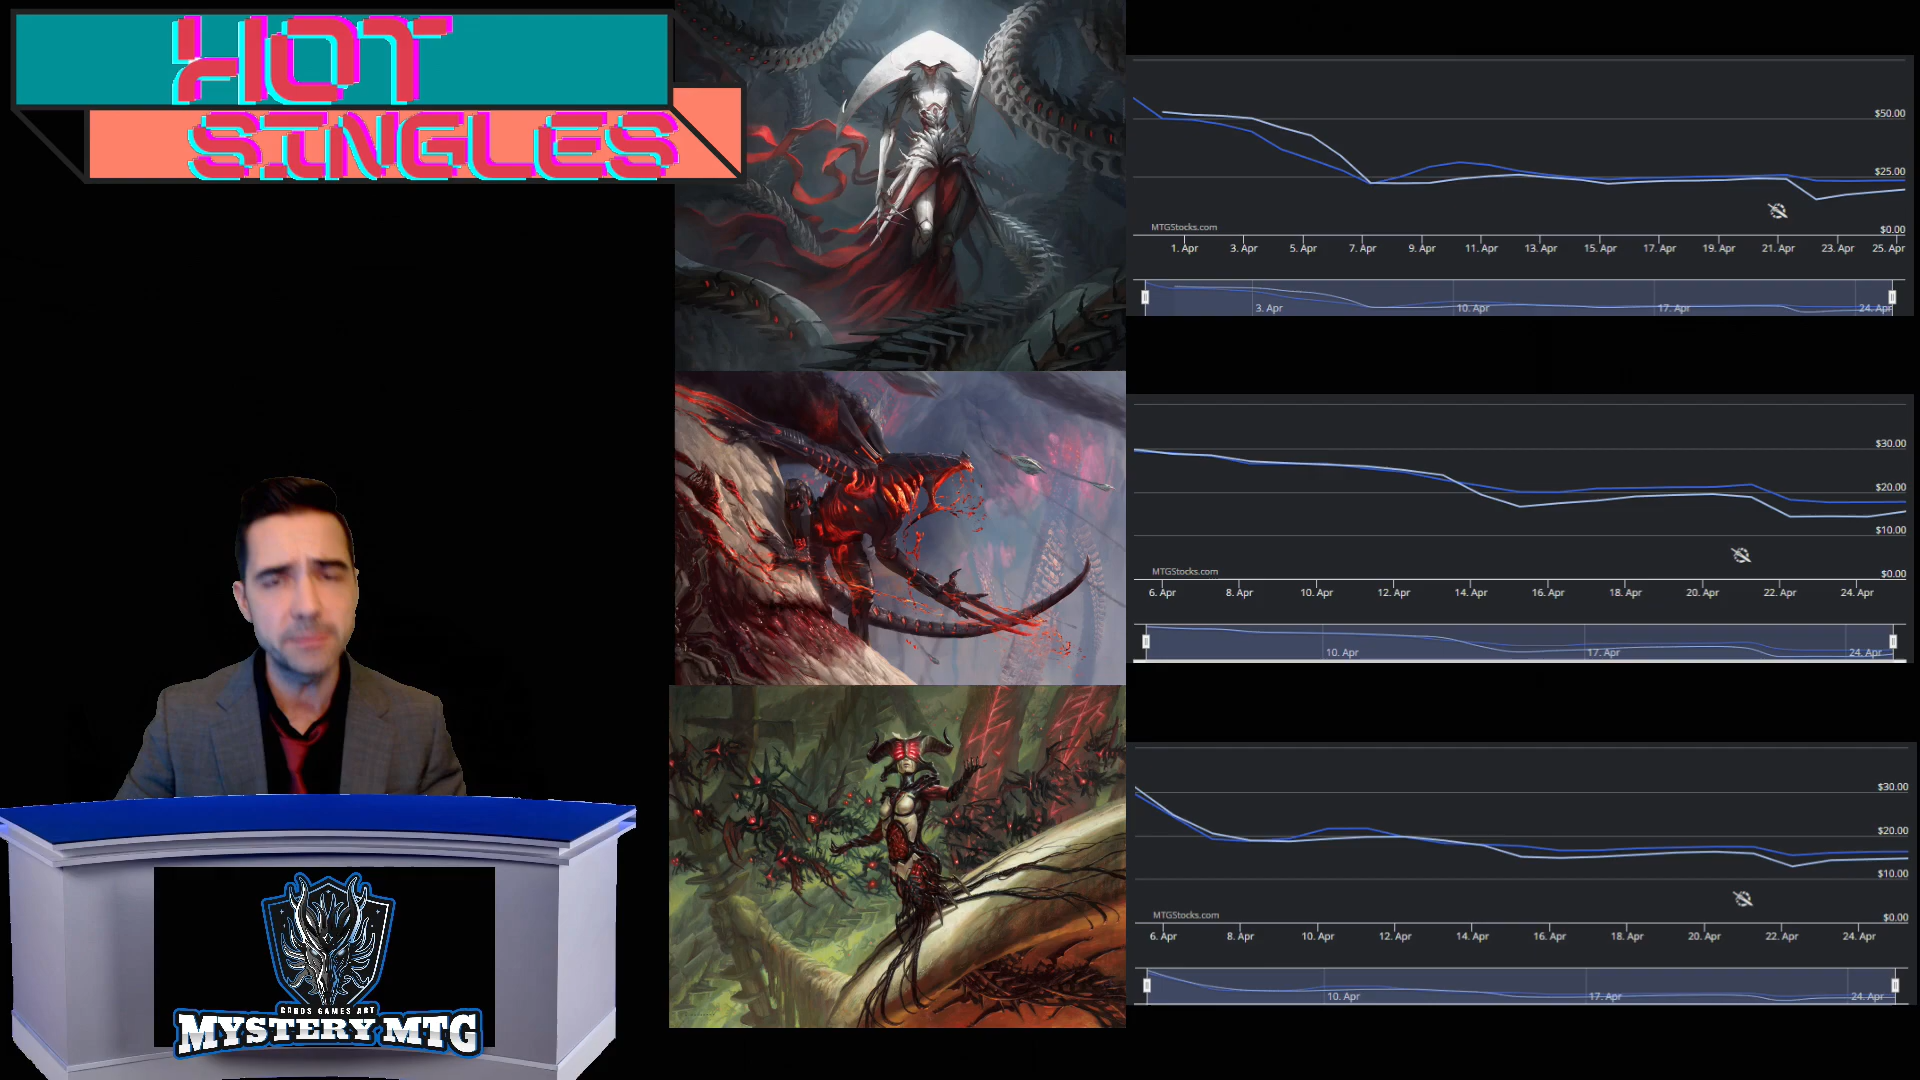 HOT
SINGLES
$50.00
$25.00
$0.00
MTGStocks.com
1. Apr 3. Apr 5. Apr 7. Apr 9. Apr 11. Apr 13. Apr 15. Apr 17. Apr 19. Apr 21. Apr 23. Apr 25. Apr
3. Apr 10. Apr 17. Apr 24. Apr
$30.00
$20.00
$10.00
$0.00
MTGStocks.com
6. Apr 8. Apr 10. Apr 12. Apr 14. Apr 16. Apr 18. Apr 20. Apr 22. Apr 24. Apr
10. Apr 17. Apr 24. Apr
$30.00
$20.00
$10.00
$0.00
MTGStocks.com
6. Apr 8. Apr 10. Apr 12. Apr 14. Apr 16. Apr 18. Apr 20. Apr 22. Apr 24. Apr
10. Apr 17. Apr 24. Apr
CARDS GAMES ART
MYSTERY MTG